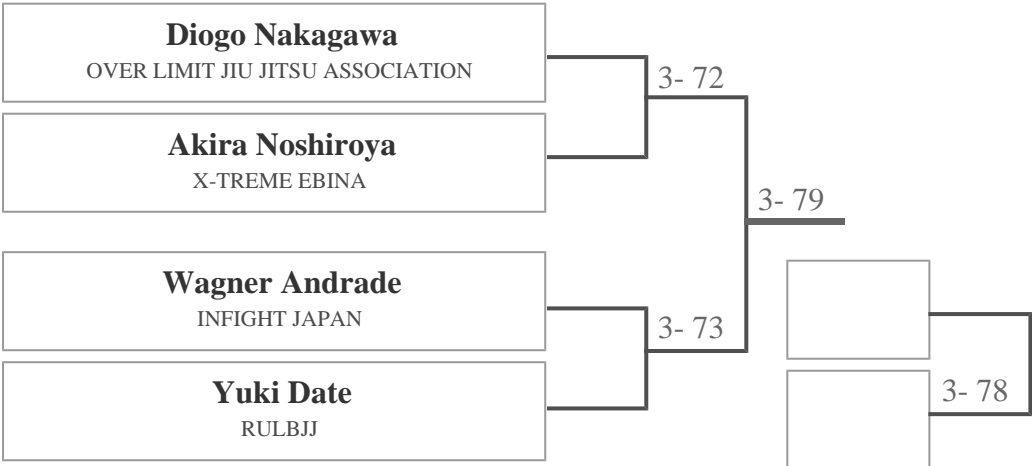 Diogo Nakagawa
OVER LIMIT JIU JITSU ASSOCIATION
3- 72
Akira Noshiroya
X-TREME EBINA
3- 79
Wagner Andrade
INFIGHT JAPAN
3- 73
Yuki Date
RULBJJ
3- 78